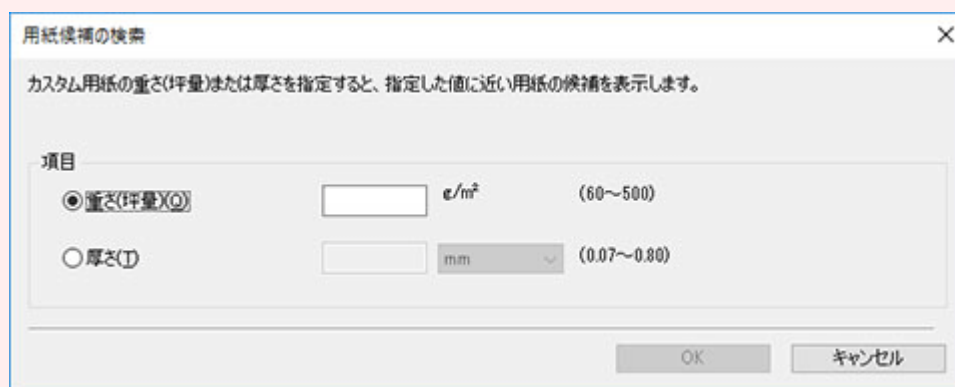 用紙候補の検索
カスタム用紙の重さ(坪量)または厚さを指定すると、指定した値に近い用紙の候補を表示します。
項目
重さ(坪量)(Q) g/m² (60～500)
厚さ(T) mm (0.07～0.80)
OK キャンセル